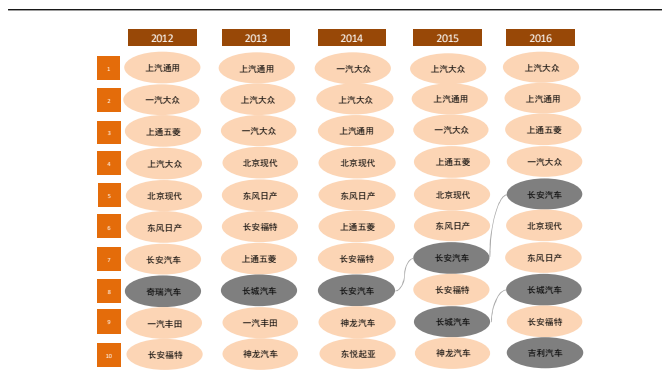 2012 2013 2014 2015 2016
1 上汽通用 上汽通用 一汽大众 上汽大众 上汽大众
2 一汽大众 上汽大众 上汽大众 上汽通用 上汽通用
3 上通五菱 一汽大众 上汽通用 一汽大众 上通五菱
4 上汽大众 北京现代 北京现代 上通五菱 一汽大众
5 北京现代 东风日产 东风日产 北京现代 长安汽车
6 东风日产 长安福特 上通五菱 东风日产 北京现代
7 长安汽车 上通五菱 长安福特 长安汽车 东风日产
8 奇瑞汽车 长城汽车 长安汽车 长安福特 长城汽车
9 一汽丰田 一汽丰田 神龙汽车 长城汽车 长安福特
10 长安福特 神龙汽车 东悦起亚 神龙汽车 吉利汽车